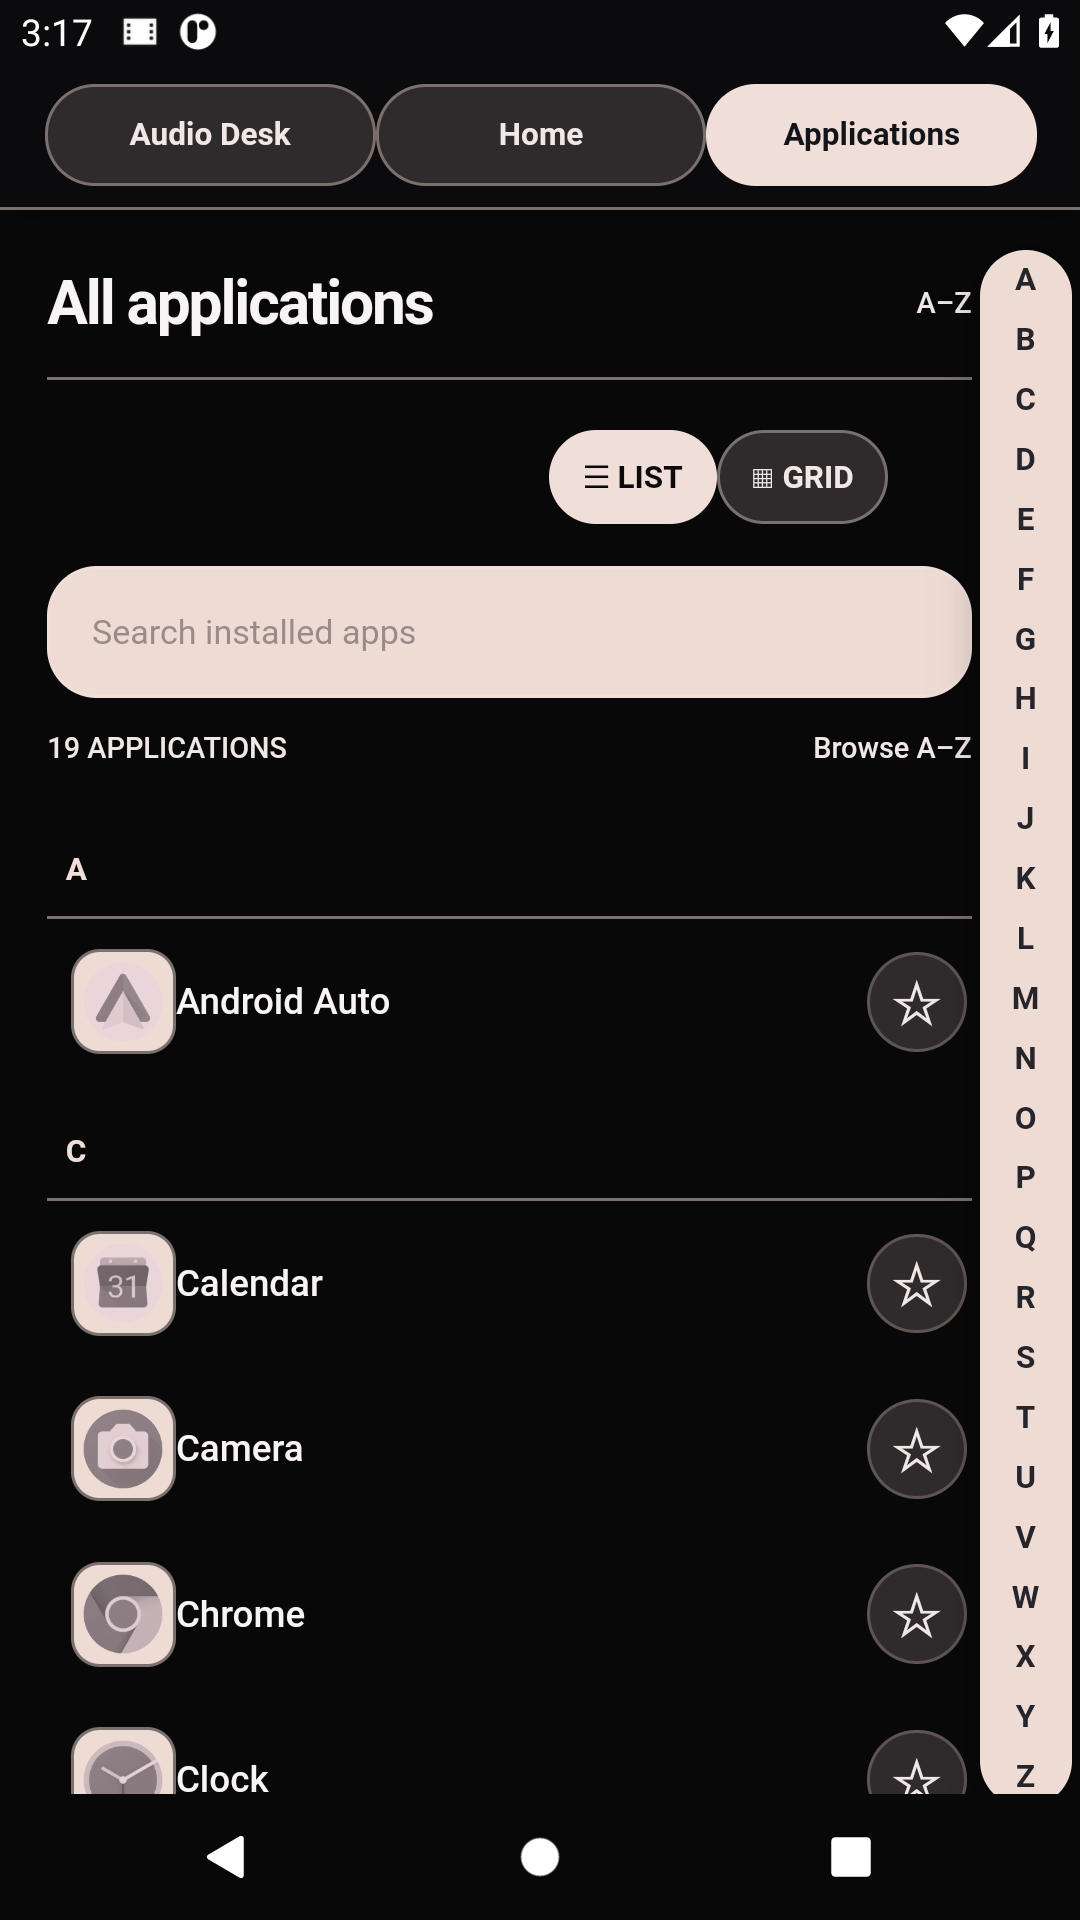 3:17
Audio Desk
Home
Applications
All applications
A–Z
☰ LIST
▦ GRID
Search installed apps
19 APPLICATIONS
Browse A–Z
A
Android Auto
C
31
Calendar
Camera
Chrome
Clock
A
B
C
D
E
F
G
H
I
J
K
L
M
N
O
P
Q
R
S
T
U
V
W
X
Y
Z